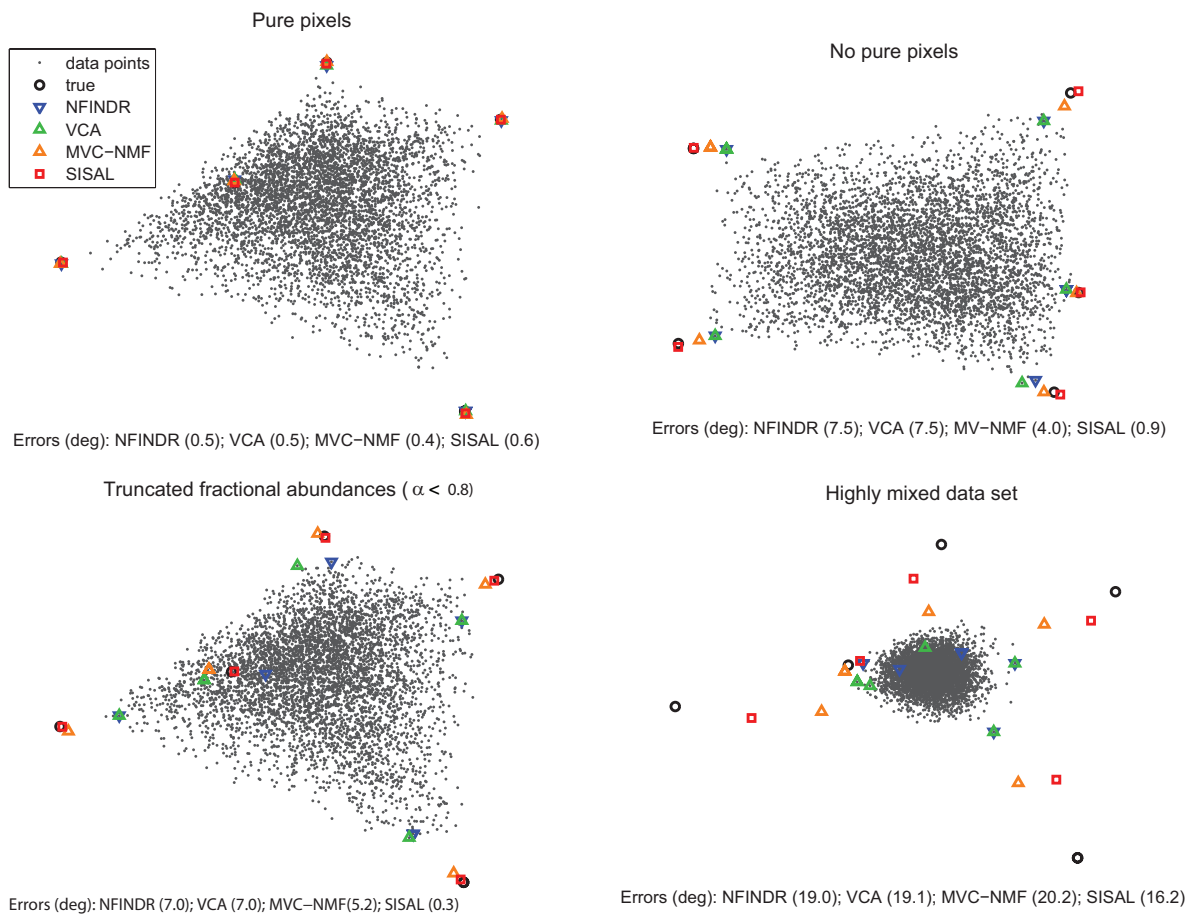 Pure pixels
data points
true
NFINDR
VCA
MVC−NMF
SISAL
Errors (deg): NFINDR (0.5); VCA (0.5); MVC−NMF (0.4); SISAL (0.6)
No pure pixels
Errors (deg): NFINDR (7.5); VCA (7.5); MV−NMF (4.0); SISAL (0.9)
Truncated fractional abundances ( α < 0.8)
Errors (deg): NFINDR (7.0); VCA (7.0); MVC−NMF(5.2); SISAL (0.3)
Highly mixed data set
Errors (deg): NFINDR (19.0); VCA (19.1); MVC−NMF (20.2); SISAL (16.2)